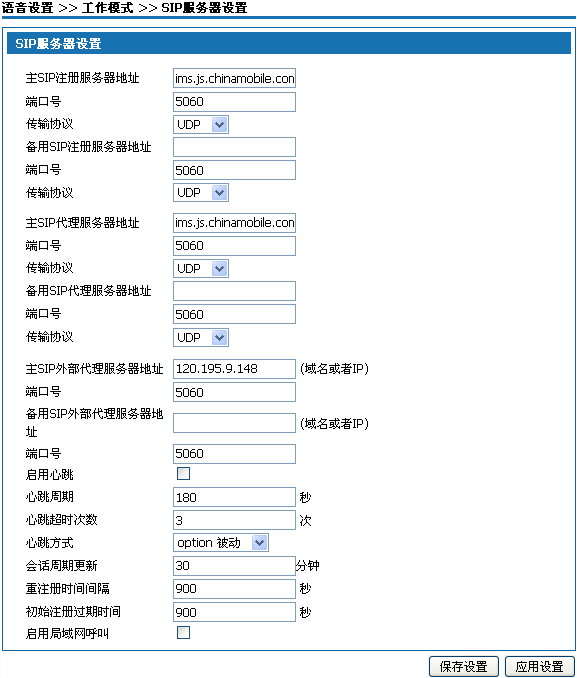 语音设置 >> 工作模式 >> SIP服务器设置
SIP服务器设置
主SIP注册服务器地址 ims.js.chinamobile.con
端口号 5060
传输协议 UDP
备用SIP注册服务器地址
端口号 5060
传输协议 UDP
主SIP代理服务器地址 ims.js.chinamobile.con
端口号 5060
传输协议 UDP
备用SIP代理服务器地址
端口号 5060
传输协议 UDP
主SIP外部代理服务器地址 120.195.9.148 (域名或者IP)
端口号 5060
备用SIP外部代理服务器地
址 (域名或者IP)
端口号 5060
启用心跳
心跳周期 180 秒
心跳超时次数 3 次
心跳方式 option 被动
会话周期更新 30 分钟
重注册时间间隔 900 秒
初始注册过期时间 900 秒
启用局域网呼叫
保存设置 应用设置